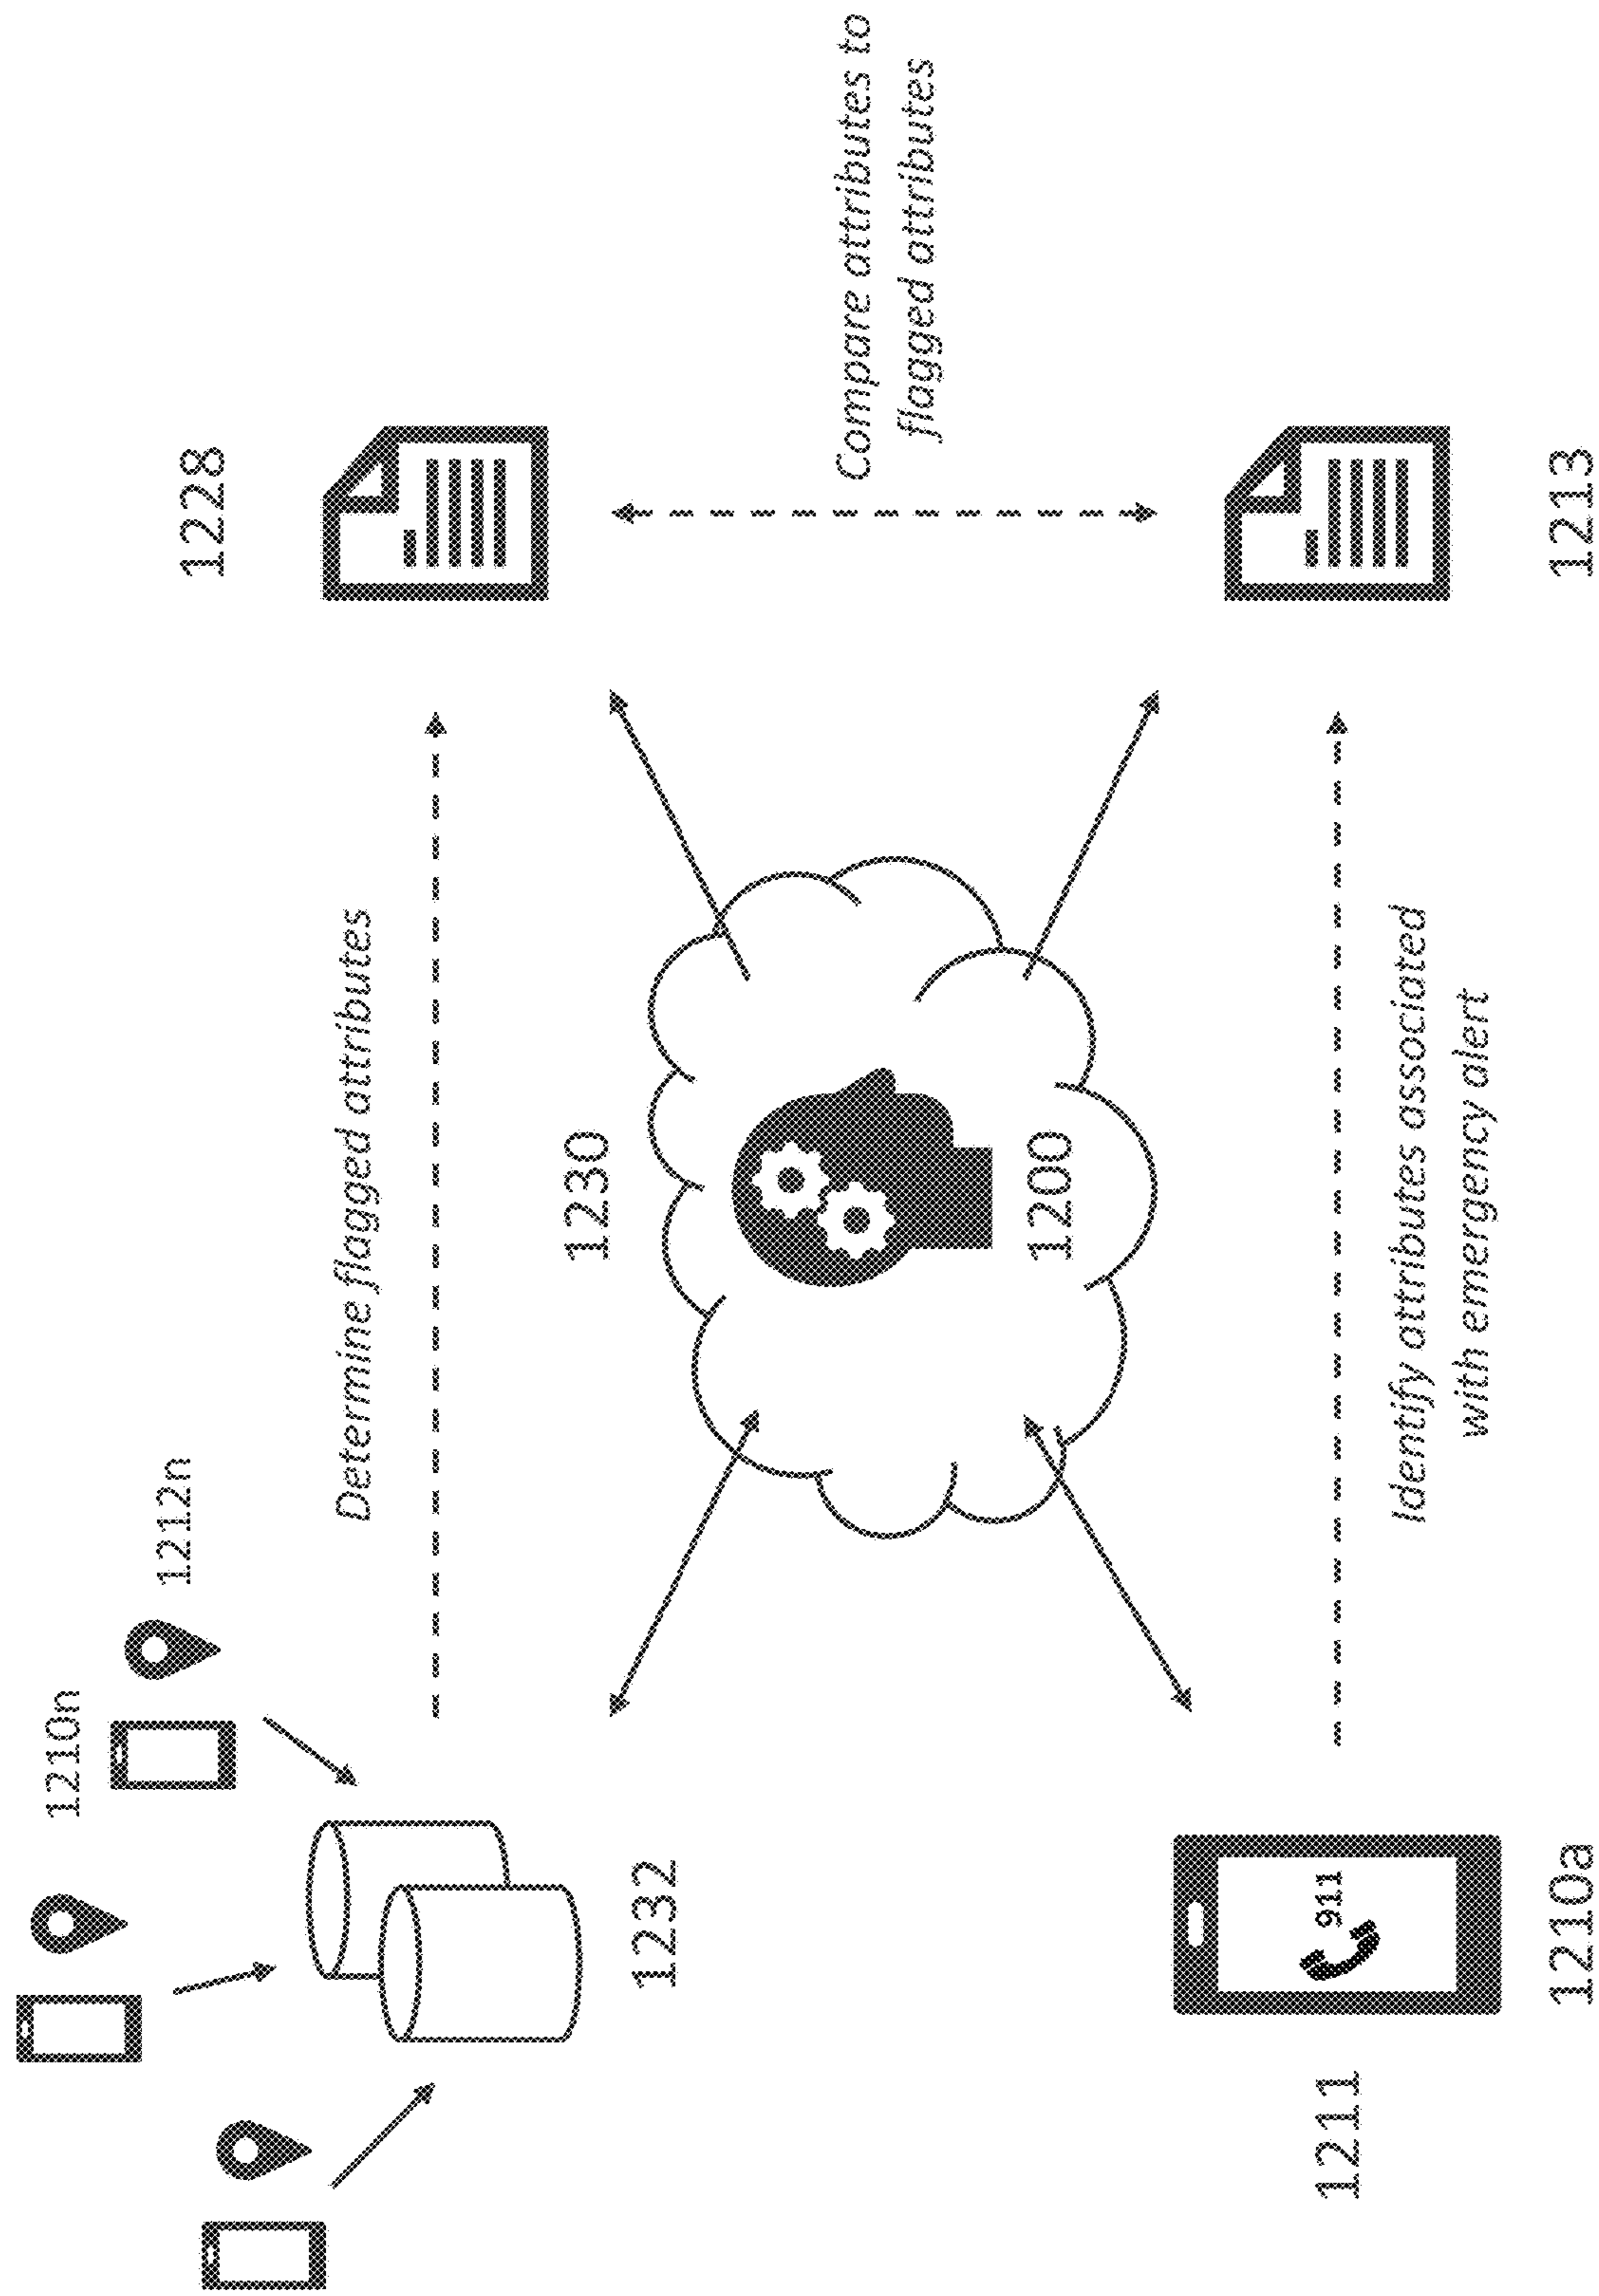 1210n
1212n
Determine flagged attributes
1228
1232
1230
1200
Compare attributes to
flagged attributes
1211
911
1210a
Identify attributes associated
with emergency alert
1213